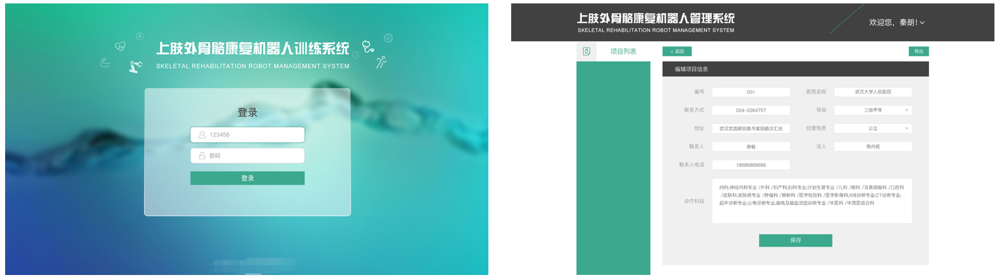 上肢外骨骼康复机器人训练系统
SKELETAL REHABILITATION ROBOT MANAGEMENT SYSTEM
登录
123456
密码
登录
上肢外骨骼康复机器人管理系统
SKELETAL REHABILITATION ROBOT MANAGEMENT SYSTEM
欢迎您，秦朗！
项目列表
< 返回
导出
编辑项目信息
编号 001 医院名称 武汉大学人民医院
联系方式 024-0364757 等级 三级甲等
地址 武汉武昌解放路与紫阳路交汇处 经营性质 公立
联系人 廖毅 法人 陶丹妮
联系人电话 18686868686
诊疗科目
内科;神经内科专业 /外科 /妇产科;妇科专业;计划生育专业 /儿科 /眼科 /耳鼻咽喉科 /口腔科
/皮肤科;皮肤病专业 /肿瘤科 /麻醉科 /医学检验科 /医学影像科;X线诊断专业;CT诊断专业;
超声诊断专业;心电诊断专业;脑电及脑血流图诊断专业 /中医科 /中西医结合科
保存